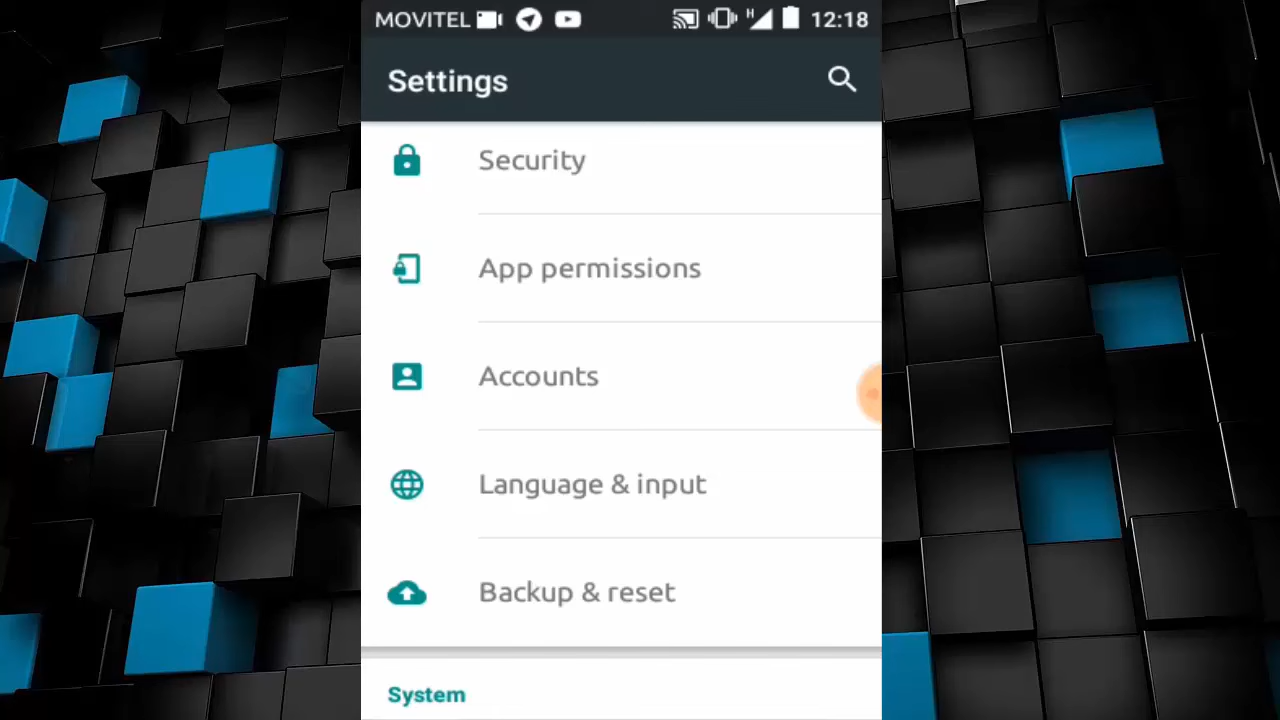 MOVITEL H 12:18
Settings
Security
App permissions
Accounts
Language & input
Backup & reset
System